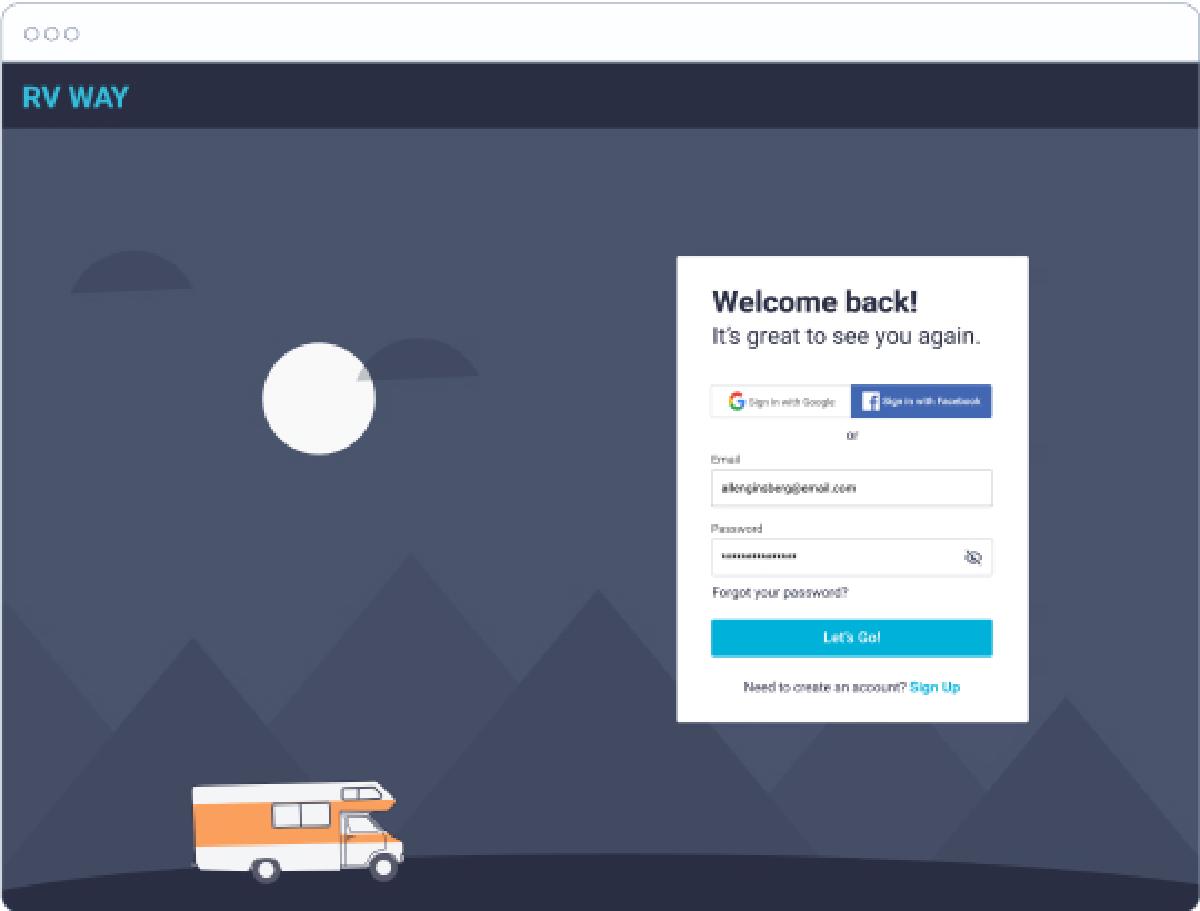 RV WAY
Welcome back!
It's great to see you again.
Sign in with Google
Sign in with Facebook
or
Email
allenginsberg@email.com
Password
••••••••••••••••
Forgot your password?
Let's Go!
Need to create an account? Sign Up